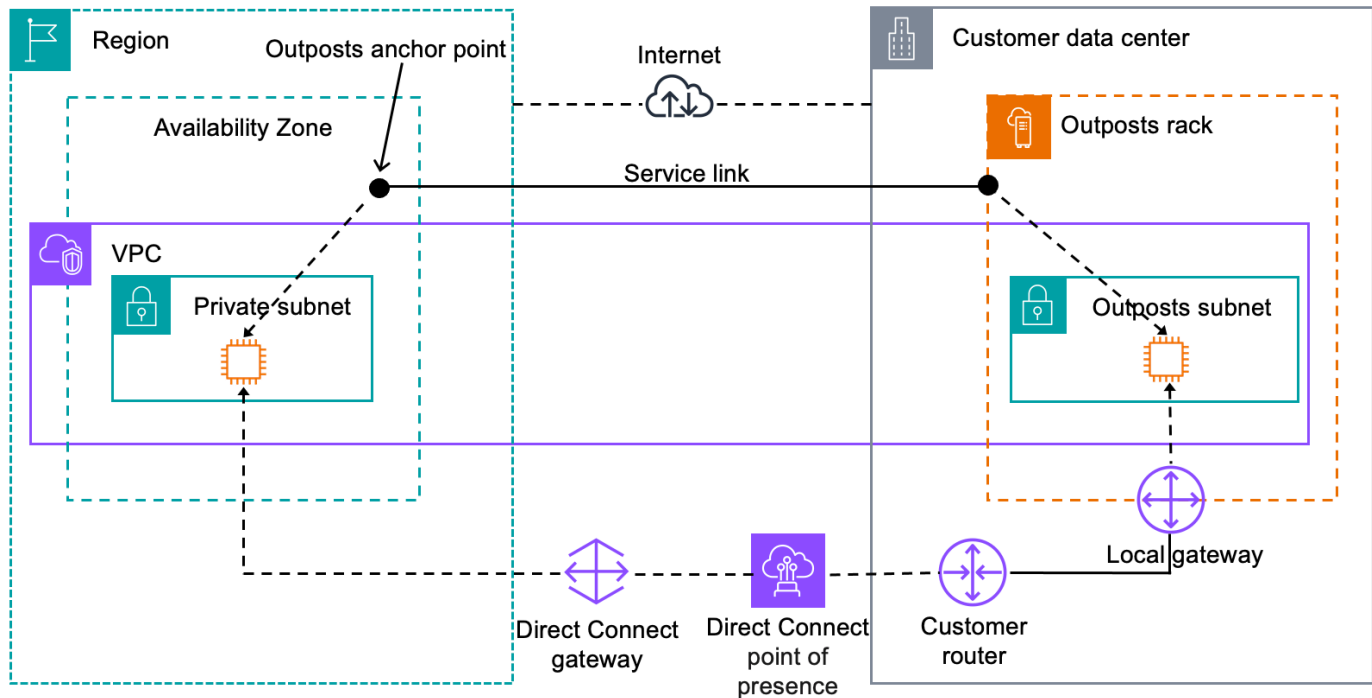 Region
Outposts anchor point
Internet
Customer data center
Availability Zone
Outposts rack
Service link
VPC
Private subnet
Outposts subnet
Local gateway
Direct Connect
gateway
Direct Connect
point of
presence
Customer
router